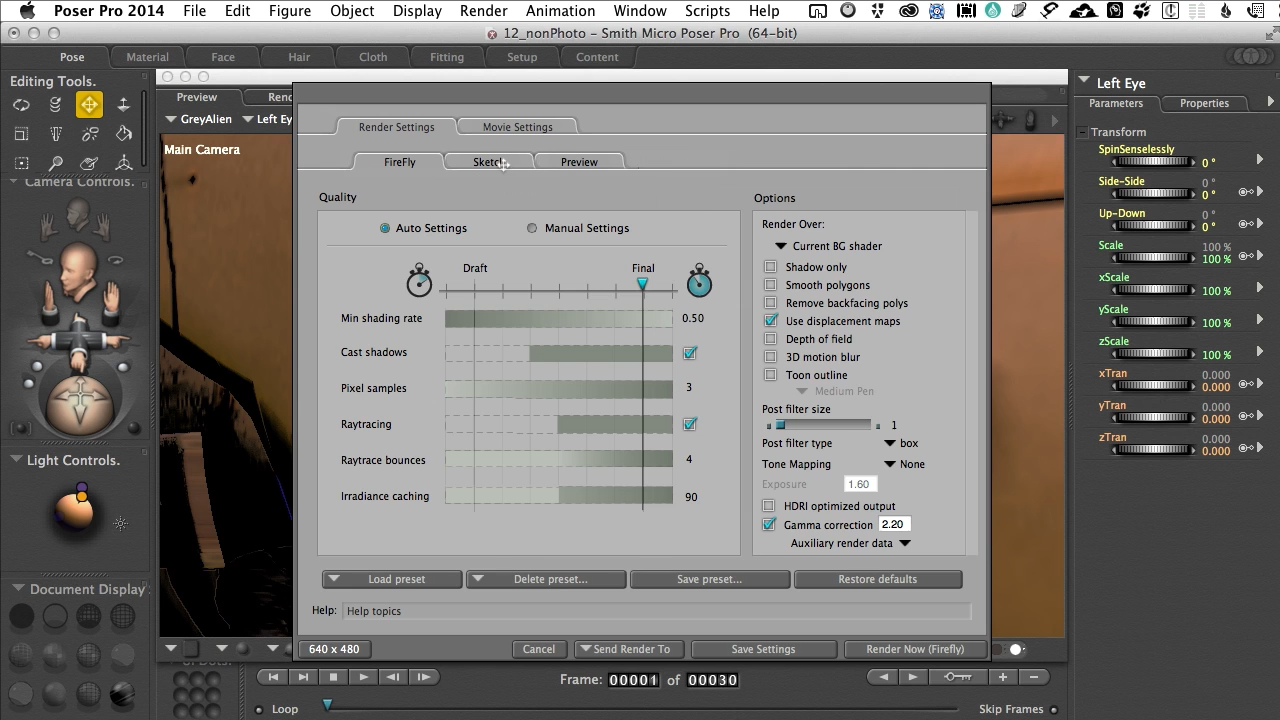 Poser Pro 2014 File Edit Figure Object Display Render Animation Window Scripts Help
12_nonPhoto - Smith Micro Poser Pro (64-bit)
Pose Material Face Hair Cloth Fitting Setup Content
Editing Tools.
Preview
GreyAlien
Main Camera
Camera Controls.
Light Controls.
Document Display
Render Settings Movie Settings
FireFly Sketch Preview
Quality
Auto Settings Manual Settings
Draft Final
Min shading rate 0.50
Cast shadows
Pixel samples 3
Raytracing
Raytrace bounces 4
Irradiance caching 90
Options
Render Over:
Current BG shader
Shadow only
Smooth polygons
Remove backfacing polys
Use displacement maps
Depth of field
3D motion blur
Toon outline
Medium Pen
Post filter size
1
Post filter type box
Tone Mapping None
Exposure 1.60
HDRI optimized output
Gamma correction 2.20
Auxiliary render data
Load preset Delete preset... Save preset... Restore defaults
Help: Help topics
640 x 480 Cancel Send Render To Save Settings Render Now (Firefly)
Frame: 00001 of 00030
Loop Skip Frames
Left Eye
Parameters Properties
Transform
SpinSenselessly
0 °
Side-Side 0 °
0 °
Up-Down 0 °
0 °
Scale 100 %
100 %
xScale
100 %
yScale
100 %
zScale
100 %
xTran 0.000
0.000
yTran 0.000
0.000
zTran 0.000
0.000